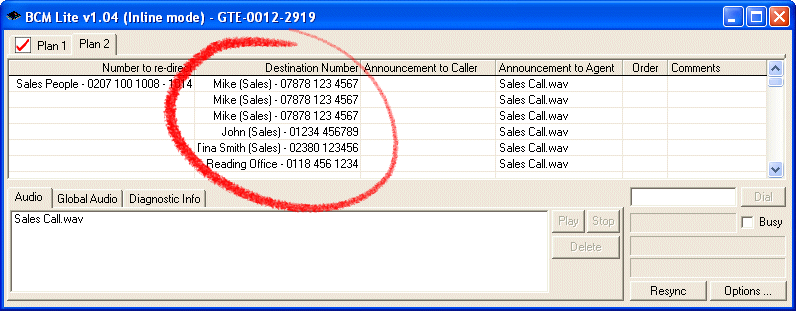 BCM Lite v1.04 (Inline mode) - GTE-0012-2919
Plan 1 Plan 2
Number to re-direct Destination Number Announcement to Caller Announcement to Agent Order Comments
Sales People - 0207 100 1008 - 1014 Mike (Sales) - 07878 123 4567 Sales Call.wav
Mike (Sales) - 07878 123 4567 Sales Call.wav
Mike (Sales) - 07878 123 4567 Sales Call.wav
John (Sales) - 01234 456789 Sales Call.wav
Tina Smith (Sales) - 02380 123456 Sales Call.wav
Reading Office - 0118 456 1234 Sales Call.wav
Audio Global Audio Diagnostic Info
Dial
Sales Call.wav
Play Stop
Busy
Delete
Resync Options ...